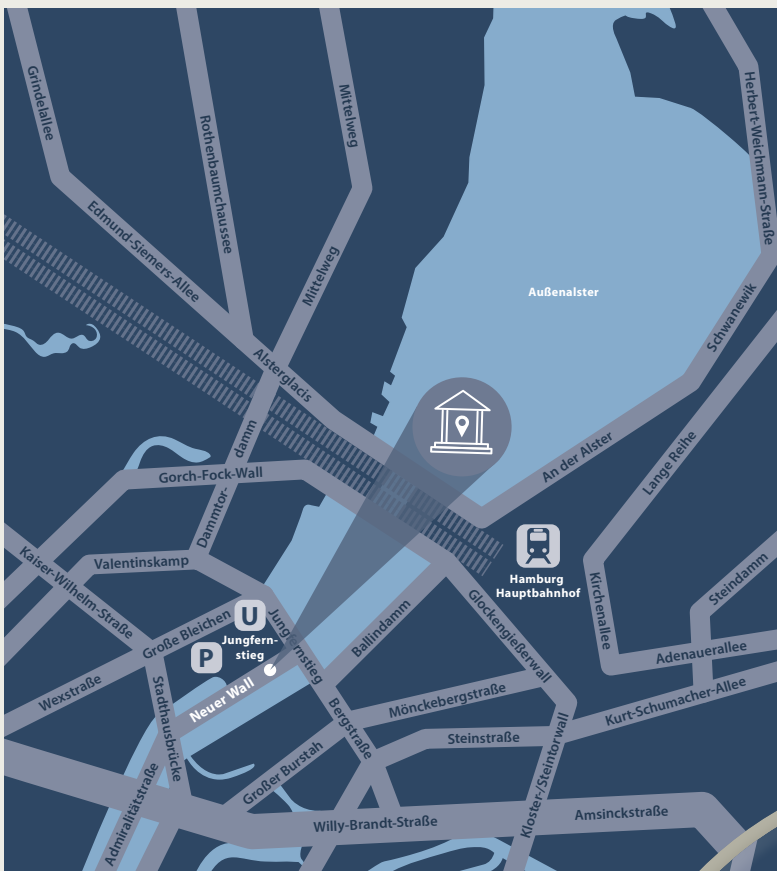 Grindelallee
Rothenbaumchaussee
Mittelweg
Herbert-Weichmann-Straße
Edmund-Siemers-Allee
Mittelweg
Außenalster
Schwanewik
Alsterglacis
An der Alster
Lange Reihe
Gorch-Fock-Wall
Dammtor-
damm
Valentinskamp
Kaiser-Wilhelm-Straße
Hamburg
Hauptbahnhof
Steindamm
Kirchenallee
Glockengießerwall
Große Bleichen
U
Jungfern-
stieg
P
Jungfernstieg
Ballindamm
Adenauerallee
Wexstraße
Stadthausbrücke
Neuer Wall
Bergstraße
Mönckebergstraße
Kurt-Schumacher-Allee
Steinstraße
Großer Burstah
Kloster-/Steintorwall
Admiralitätstraße
Willy-Brandt-Straße
Amsinckstraße